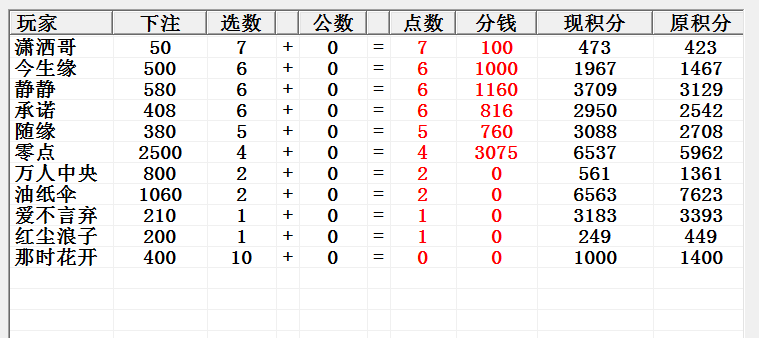 玩家 下注 选数 公数 点数 分钱 现积分 原积分
潇洒哥 50 7 + 0 = 7 100 473 423
今生缘 500 6 + 0 = 6 1000 1967 1467
静静 580 6 + 0 = 6 1160 3709 3129
承诺 408 6 + 0 = 6 816 2950 2542
随缘 380 5 + 0 = 5 760 3088 2708
零点 2500 4 + 0 = 4 3075 6537 5962
万人中央 800 2 + 0 = 2 0 561 1361
油纸伞 1060 2 + 0 = 2 0 6563 7623
爱不言弃 210 1 + 0 = 1 0 3183 3393
红尘浪子 200 1 + 0 = 1 0 249 449
那时花开 400 10 + 0 = 0 0 1000 1400